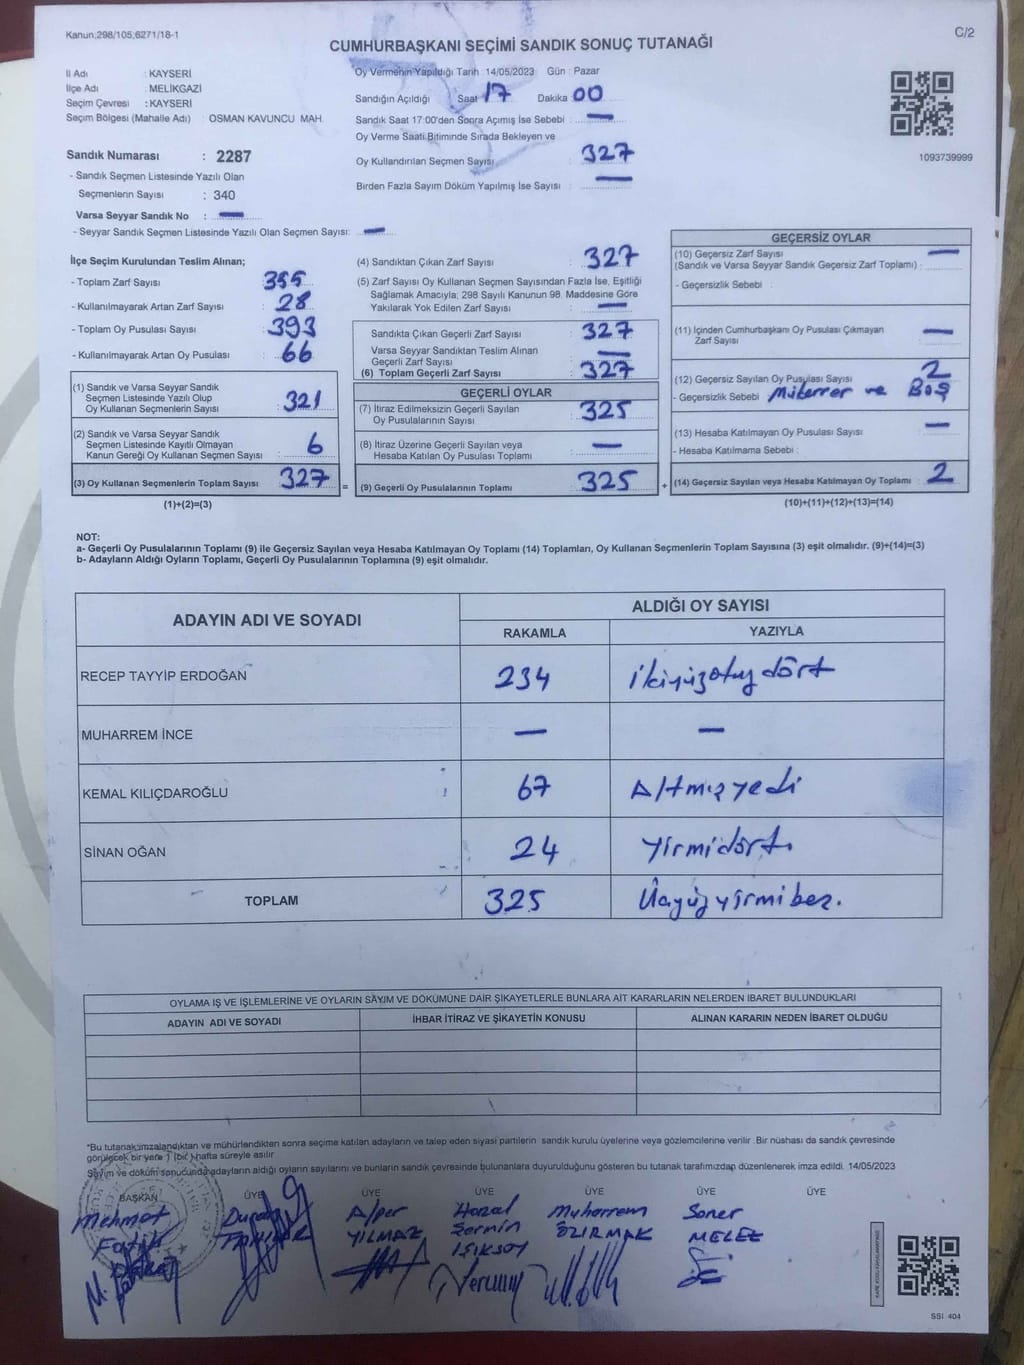 Kanun;298/105;6271/18-1
C/2
CUMHURBAŞKANI SEÇİMİ SANDIK SONUÇ TUTANAĞI
İl Adı : KAYSERİ
İlçe Adı : MELİKGAZİ
Seçim Çevresi : KAYSERİ
Seçim Bölgesi (Mahalle Adı) : OSMAN KAVUNCU MAH.
Sandık Numarası : 2287
- Sandık Seçmen Listesinde Yazılı Olan
Seçmenlerin Sayısı : 340
Varsa Seyyar Sandık No : —
- Seyyar Sandık Seçmen Listesinde Yazılı Olan Seçmen Sayısı: —
Oy Vermenin Yapıldığı Tarih :14/05/2023 Gün : Pazar
Sandığın Açıldığı Saat 17 Dakika 00
Sandık Saat 17:00'den Sonra Açımış İse Sebebi : —
Oy Verme Saati Bitiminde Sırada Bekleyen ve
Oy Kullandırılan Seçmen Sayısı 327
Birden Fazla Sayım Döküm Yapılmış İse Sayısı : —
1093739999
İlçe Seçim Kurulundan Teslim Alınan;
- Toplam Zarf Sayısı : 355
- Kullanılmayarak Artan Zarf Sayısı : 28
- Toplam Oy Pusulası Sayısı : 393
- Kullanılmayarak Artan Oy Pusulası : 66
(1) Sandık ve Varsa Seyyar Sandık
Seçmen Listesinde Yazılı Olup
Oy Kullanan Seçmenlerin Sayısı : 321
(2) Sandık ve Varsa Seyyar Sandık
Seçmen Listesinde Kayıtlı Olmayan
Kanun Gereği Oy Kullanan Seçmen Sayısı : 6
(3) Oy Kullanan Seçmenlerin Toplam Sayısı : 327
(1)+(2)=(3)
=
(4) Sandıktan Çıkan Zarf Sayısı : 327
(5) Zarf Sayısı Oy Kullanan Seçmen Sayısından Fazla İse, Eşitliği
Sağlamak Amacıyla; 298 Sayılı Kanunun 98. Maddesine Göre
Yakılarak Yok Edilen Zarf Sayısı : —
Sandıkta Çıkan Geçerli Zarf Sayısı : 327
Varsa Seyyar Sandıktan Teslim Alınan
Geçerli Zarf Sayısı : —
(6) Toplam Geçerli Zarf Sayısı : 327
GEÇERLİ OYLAR
(7) İtiraz Edilmeksizin Geçerli Sayılan
Oy Pusulalarının Sayısı : 325
(8) İtiraz Üzerine Geçerli Sayılan veya
Hesaba Katılan Oy Pusulası Toplamı : —
(9) Geçerli Oy Pusulalarının Toplamı : 325
+
GEÇERSİZ OYLAR
(10) Geçersiz Zarf Sayısı —
(Sandık ve Varsa Seyyar Sandık Geçersiz Zarf Toplamı) :
- Geçersizlik Sebebi :
(11) İçinden Cumhurbaşkanı Oy Pusulası Çıkmayan
Zarf Sayısı : —
(12) Geçersiz Sayılan Oy Pusulası Sayısı : 2
- Geçersizlik Sebebi Mükerrer ve Boş
(13) Hesaba Katılmayan Oy Pusulası Sayısı : —
- Hesaba Katılmama Sebebi :
(14) Geçersiz Sayılan veya Hesaba Katılmayan Oy Toplamı : 2
(10)+(11)+(12)+(13)=(14)
NOT:
a- Geçerli Oy Pusulalarının Toplamı (9) ile Geçersiz Sayılan veya Hesaba Katılmayan Oy Toplamı (14) Toplamları, Oy Kullanan Seçmenlerin Toplam Sayısına (3) eşit olmalıdır. (9)+(14)=(3)
b- Adayların Aldığı Oyların Toplamı, Geçerli Oy Pusulalarının Toplamına (9) eşit olmalıdır.
ADAYIN ADI VE SOYADI
ALDIĞI OY SAYISI
RAKAMLA YAZIYLA
RECEP TAYYİP ERDOĞAN 234 ikiyüzotuzdört
MUHARREM İNCE — —
KEMAL KILIÇDAROĞLU 67 Altmışyedi
SİNAN OĞAN 24 Yirmidört.
TOPLAM 325 Üçyüzyirmibeş.
OYLAMA İŞ VE İŞLEMLERİNE VE OYLARIN SAYIM VE DÖKÜMÜNE DAİR ŞİKAYETLERLE BUNLARA AİT KARARLARIN NELERDEN İBARET BULUNDUKLARI
ADAYIN ADI VE SOYADI İHBAR İTİRAZ VE ŞİKAYETİN KONUSU ALINAN KARARIN NEDEN İBARET OLDUĞU
*Bu tutanak imzalandıktan ve mühürlendikten sonra seçime katılan adayların ve talep eden siyasi partilerin sandık kurulu üyelerine veya gözlemcilerine verilir .Bir nüshası da sandık çevresinde
görülecek bir yere 1 (bir) hafta süreyle asılır
Sayım ve döküm sonucunda adayların aldığı oyların sayılarını ve bunların sandık çevresinde bulunanlara duyurulduğunu gösteren bu tutanak tarafımızdan düzenlenerek imza edildi. 14/05/2023
BAŞKAN ÜYE ÜYE ÜYE ÜYE ÜYE ÜYE
Mehmet Alper Hazal Muharrem Soner
Fatih YILMAZ Sernin ÖZIRMAK MELEZ
IŞIKSOY
SSI 404